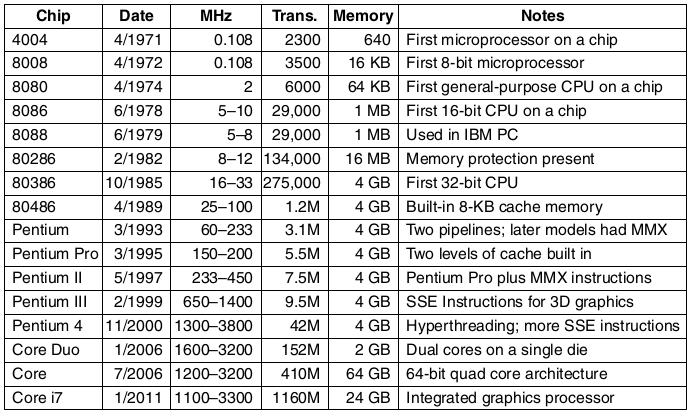 Chip Date MHz Trans. Memory Notes
4004 4/1971 0.108 2300 640 First microprocessor on a chip
8008 4/1972 0.108 3500 16 KB First 8-bit microprocessor
8080 4/1974 2 6000 64 KB First general-purpose CPU on a chip
8086 6/1978 5–10 29,000 1 MB First 16-bit CPU on a chip
8088 6/1979 5–8 29,000 1 MB Used in IBM PC
80286 2/1982 8–12 134,000 16 MB Memory protection present
80386 10/1985 16–33 275,000 4 GB First 32-bit CPU
80486 4/1989 25–100 1.2M 4 GB Built-in 8-KB cache memory
Pentium 3/1993 60–233 3.1M 4 GB Two pipelines; later models had MMX
Pentium Pro 3/1995 150–200 5.5M 4 GB Two levels of cache built in
Pentium II 5/1997 233–450 7.5M 4 GB Pentium Pro plus MMX instructions
Pentium III 2/1999 650–1400 9.5M 4 GB SSE Instructions for 3D graphics
Pentium 4 11/2000 1300–3800 42M 4 GB Hyperthreading; more SSE instructions
Core Duo 1/2006 1600–3200 152M 2 GB Dual cores on a single die
Core 7/2006 1200–3200 410M 64 GB 64-bit quad core architecture
Core i7 1/2011 1100–3300 1160M 24 GB Integrated graphics processor